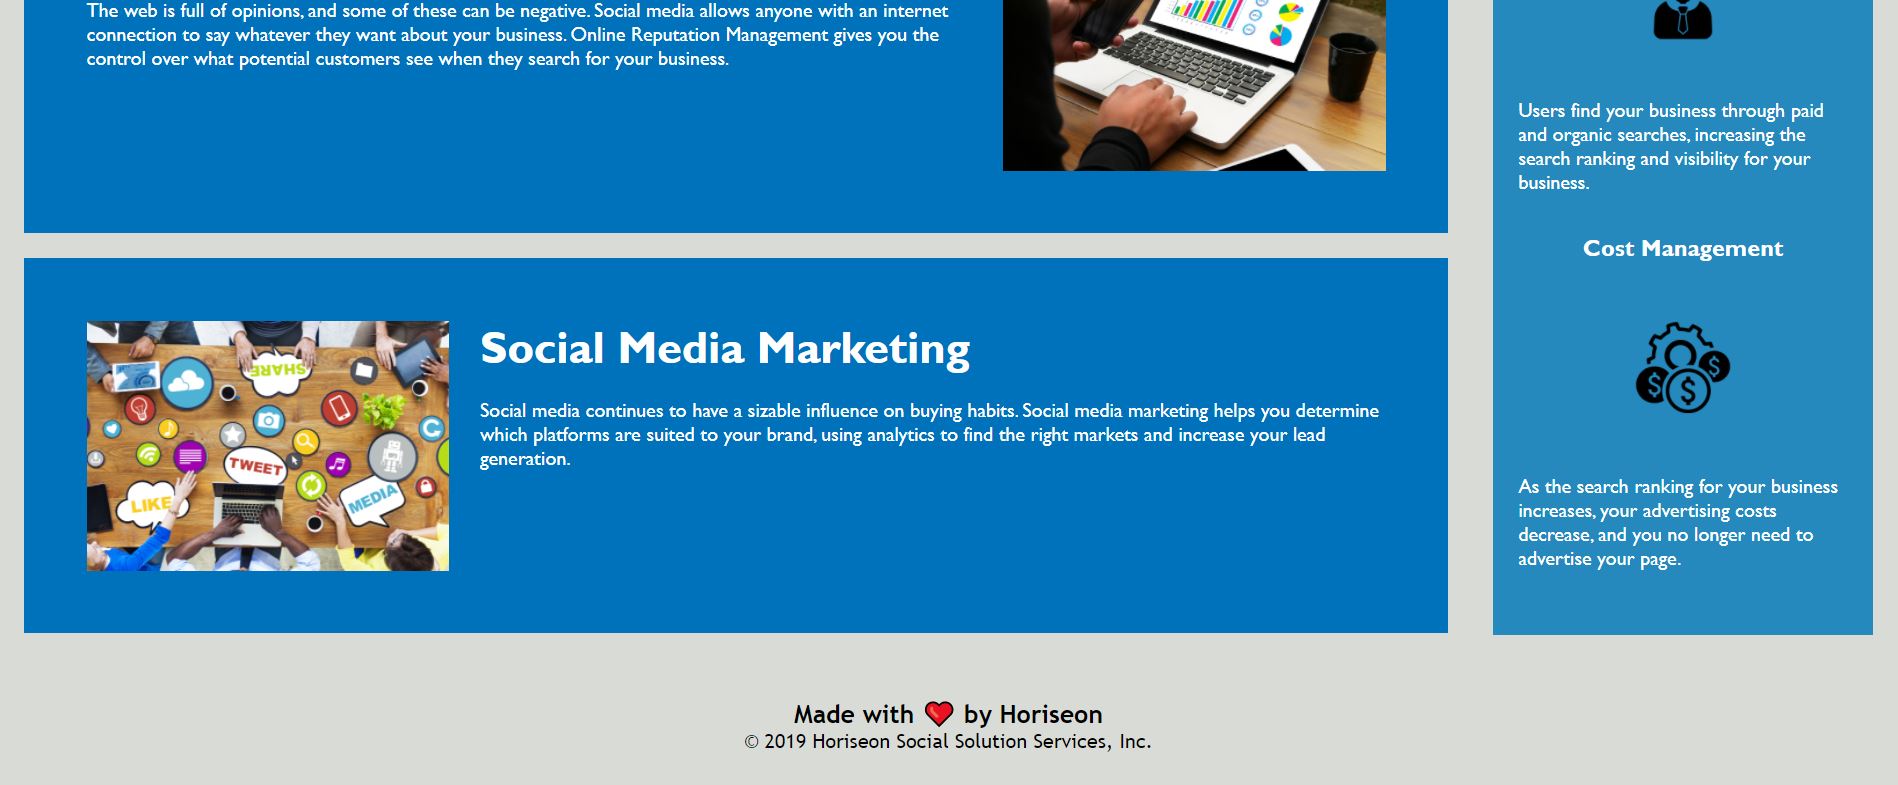 The web is full of opinions, and some of these can be negative. Social media allows anyone with an internet
connection to say whatever they want about your business. Online Reputation Management gives you the
control over what potential customers see when they search for your business.
Social Media Marketing
Social media continues to have a sizable influence on buying habits. Social media marketing helps you determine
which platforms are suited to your brand, using analytics to find the right markets and increase your lead
generation.
SHARE
TWEET
LIKE
MEDIA
Users find your business through paid
and organic searches, increasing the
search ranking and visibility for your
business.
Cost Management
$
$
$
As the search ranking for your business
increases, your advertising costs
decrease, and you no longer need to
advertise your page.
Made with ❤️ by Horiseon
© 2019 Horiseon Social Solution Services, Inc.